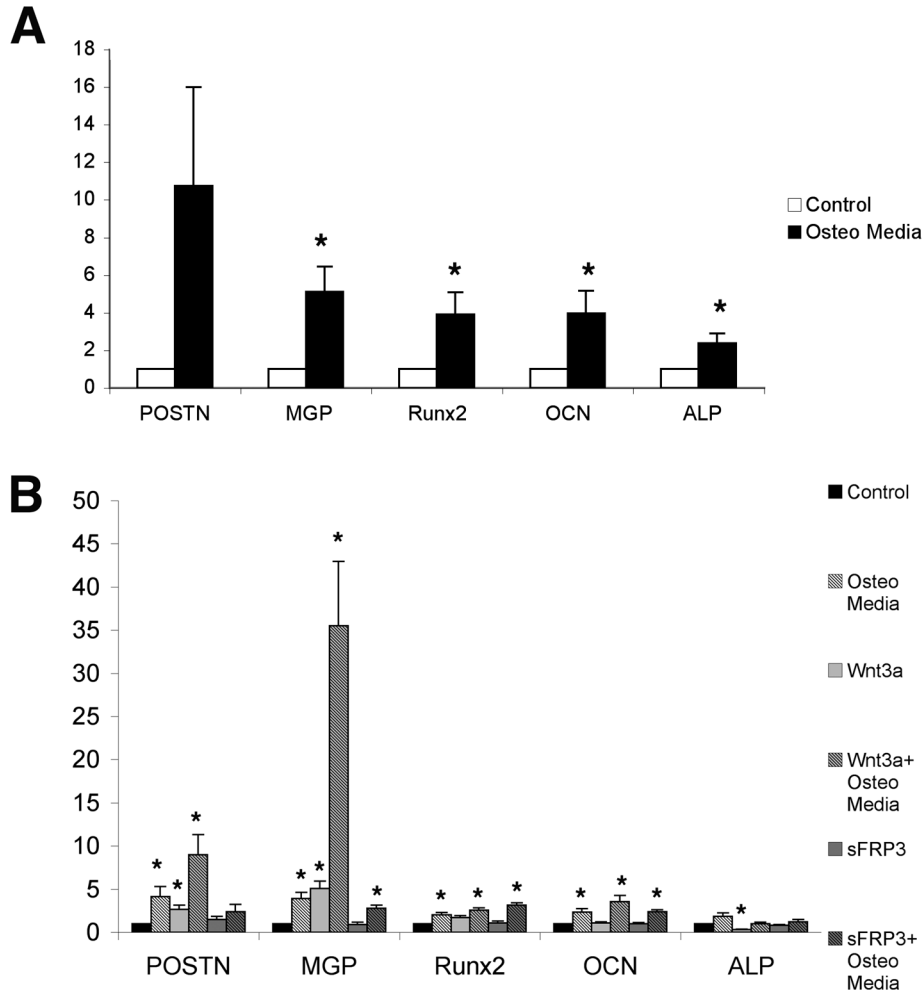 A
18
16
14
12
10
8
6
4
2
0
*
*
*
*
POSTN MGP Runx2 OCN ALP
Control
Osteo Media
B
50
45
40
35
30
25
20
15
10
5
0
*
*
*
*
*
*
*
*
*
*
*
*
*
*
POSTN MGP Runx2 OCN ALP
Control
Osteo
Media
Wnt3a
Wnt3a+
Osteo
Media
sFRP3
sFRP3+
Osteo
Media